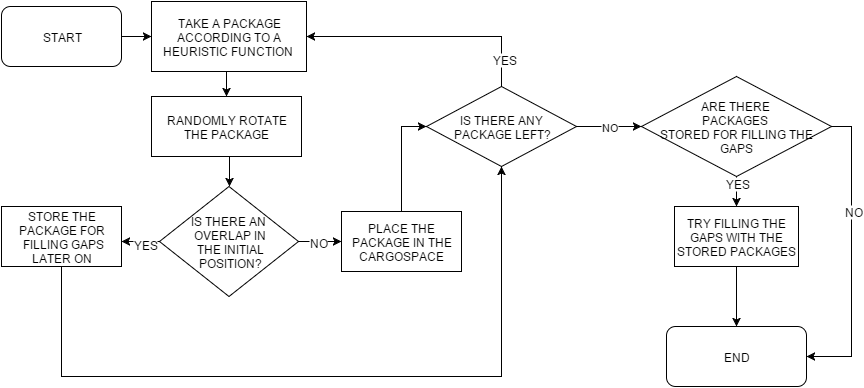 START
TAKE A PACKAGE
ACCORDING TO A
HEURISTIC FUNCTION
RANDOMLY ROTATE
THE PACKAGE
IS THERE AN
OVERLAP IN
THE INITIAL
POSITION?
YES
STORE THE
PACKAGE FOR
FILLING GAPS
LATER ON
NO
PLACE THE
PACKAGE IN THE
CARGOSPACE
IS THERE ANY
PACKAGE LEFT?
YES
NO
ARE THERE
PACKAGES
STORED FOR FILLING THE
GAPS
YES
TRY FILLING THE
GAPS WITH THE
STORED PACKAGES
NO
END